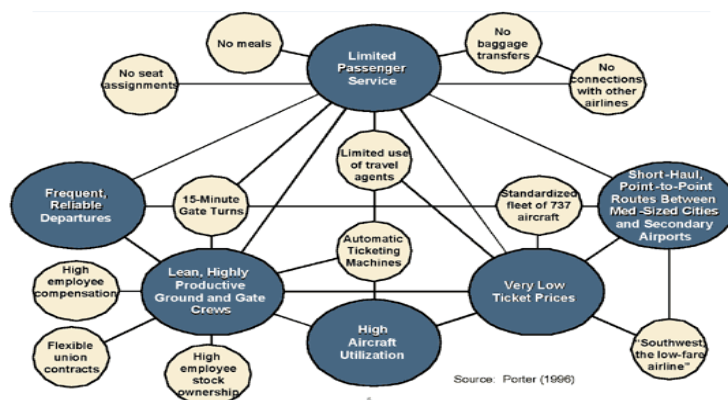 No meals
Limited
Passenger
Service
No
baggage
transfers
No seat
assignments
No
connections
with other
airlines
Limited use
of travel
agents
Frequent,
Reliable
Departures
15-Minute
Gate Turns
Standardized
fleet of 737
aircraft
Short-Haul,
Point-to-Point
Routes Between
Med-Sized Cities
and Secondary
Airports
Automatic
Ticketing
Machines
High
employee
compensation
Lean, Highly
Productive
Ground and Gate
Crews
Very Low
Ticket Prices
Flexible
union
contracts
High
Aircraft
Utilization
"Southwest,
the low-fare
airline"
High
employee
stock
ownership
Source: Porter (1996)